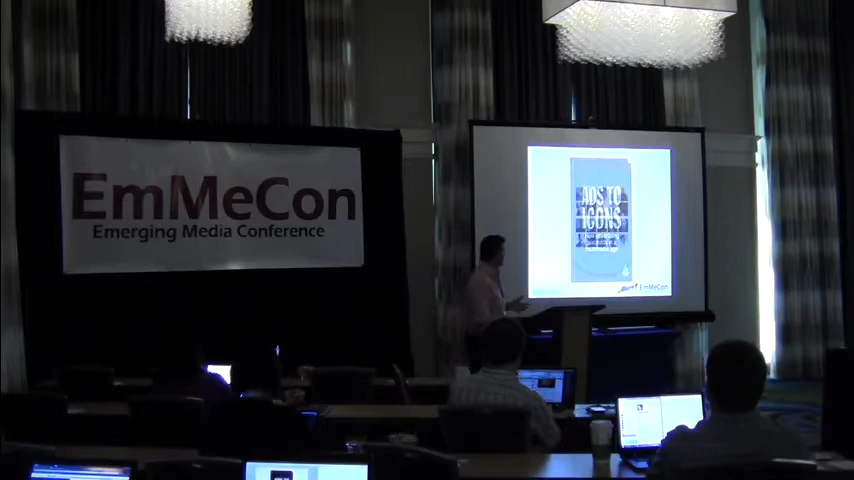 EmMeCon
Emerging Media Conference
ADS TO
ICONS
EmMeCon